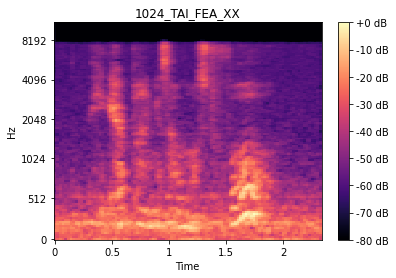 1024_TAI_FEA_XX
+0 dB
8192
-10 dB
4096
-20 dB
-30 dB
2048
-40 dB
Hz
1024
-50 dB
-60 dB
512
-70 dB
0
-80 dB
0 0.5 1 1.5 2
Time